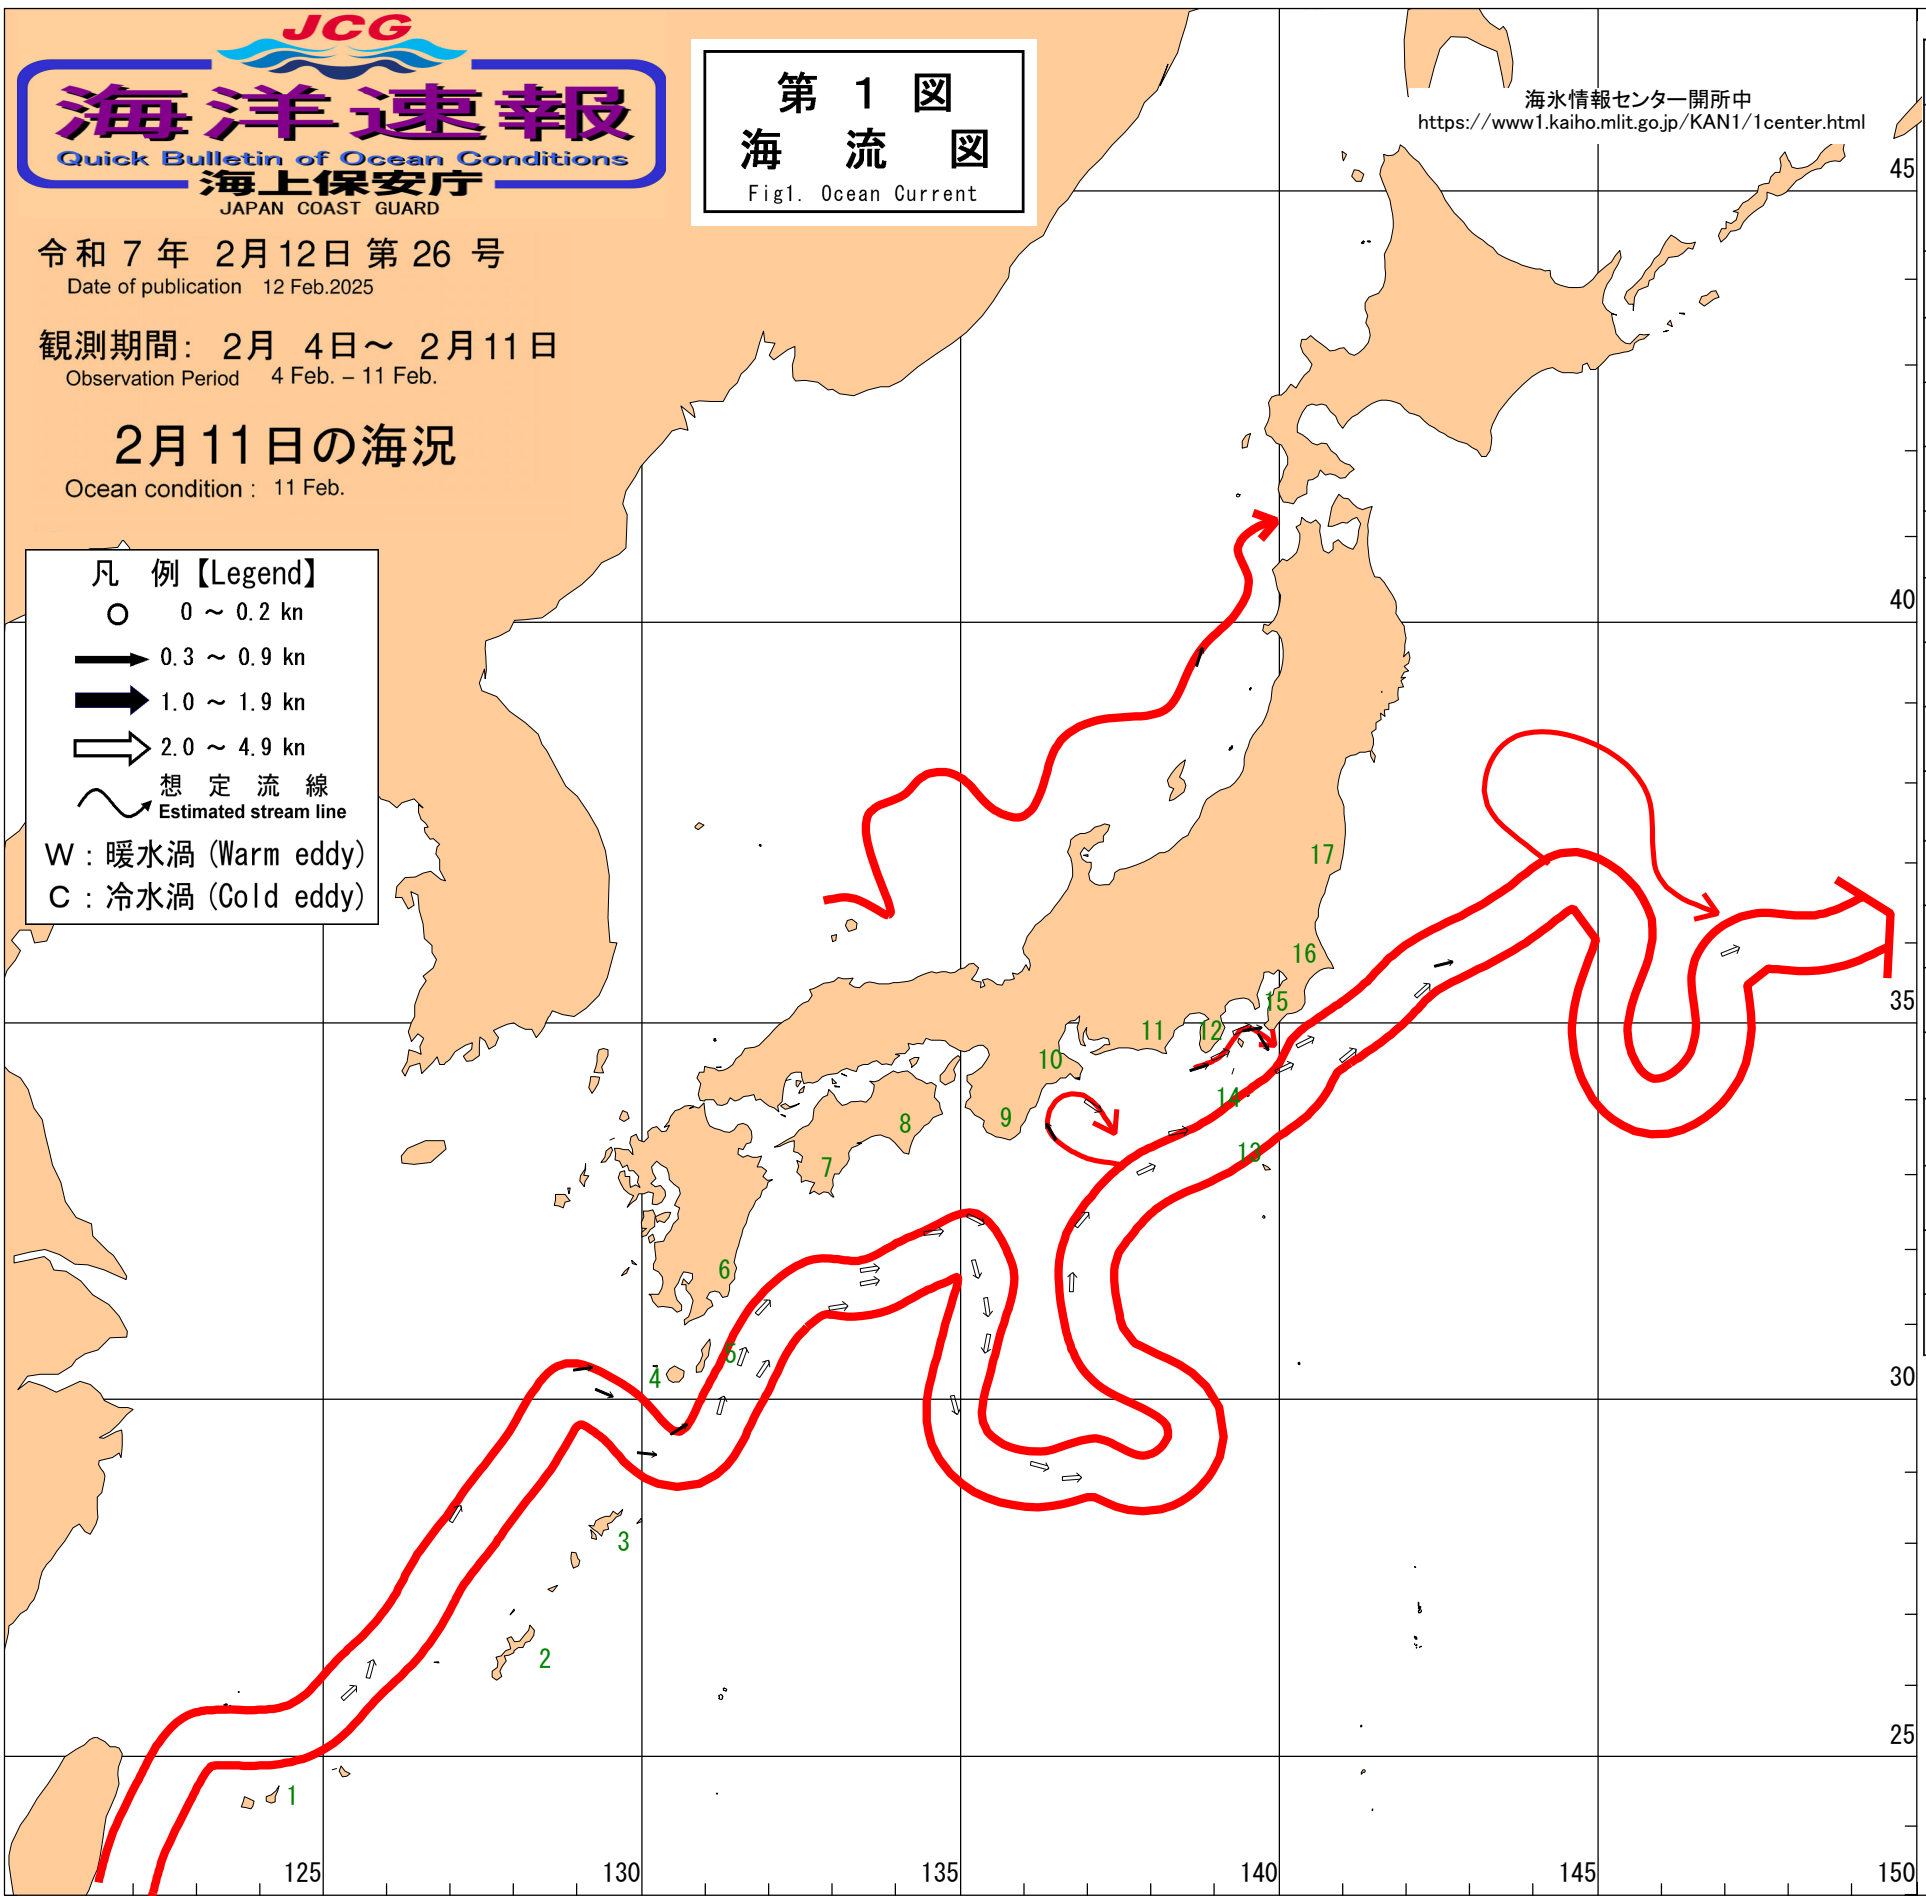 JCG
海洋速報
Quick Bulletin of Ocean Conditions
海上保安庁
JAPAN COAST GUARD
令和 7 年 2月12日 第 26 号
Date of publication 12 Feb.2025
観測期間: 2月 4日～ 2月11日
Observation Period 4 Feb. – 11 Feb.
2月11日の海況
Ocean condition : 11 Feb.
第 1 図
海 流 図
Fig1. Ocean Current
海氷情報センター開所中
https://www1.kaiho.mlit.go.jp/KAN1/1center.html
凡 例【Legend】
0 ～ 0.2 kn
0.3 ～ 0.9 kn
1.0 ～ 1.9 kn
2.0 ～ 4.9 kn
想 定 流 線
Estimated stream line
W : 暖水渦 (Warm eddy)
C : 冷水渦 (Cold eddy)
45
40
35
30
25
17
16
15
12
11
10
14
9
8
13
7
6
5
4
3
2
1
125
130
135
140
145
150